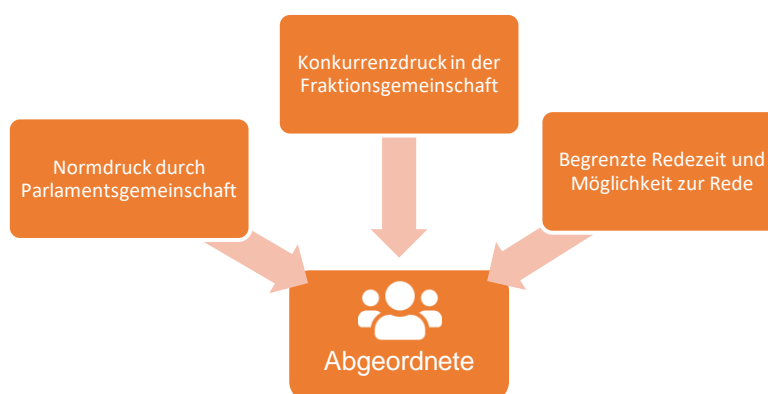 Konkurrenzdruck in der
Fraktionsgemeinschaft
Normdruck durch
Parlamentsgemeinschaft
Begrenzte Redezeit und
Möglichkeit zur Rede
Abgeordnete